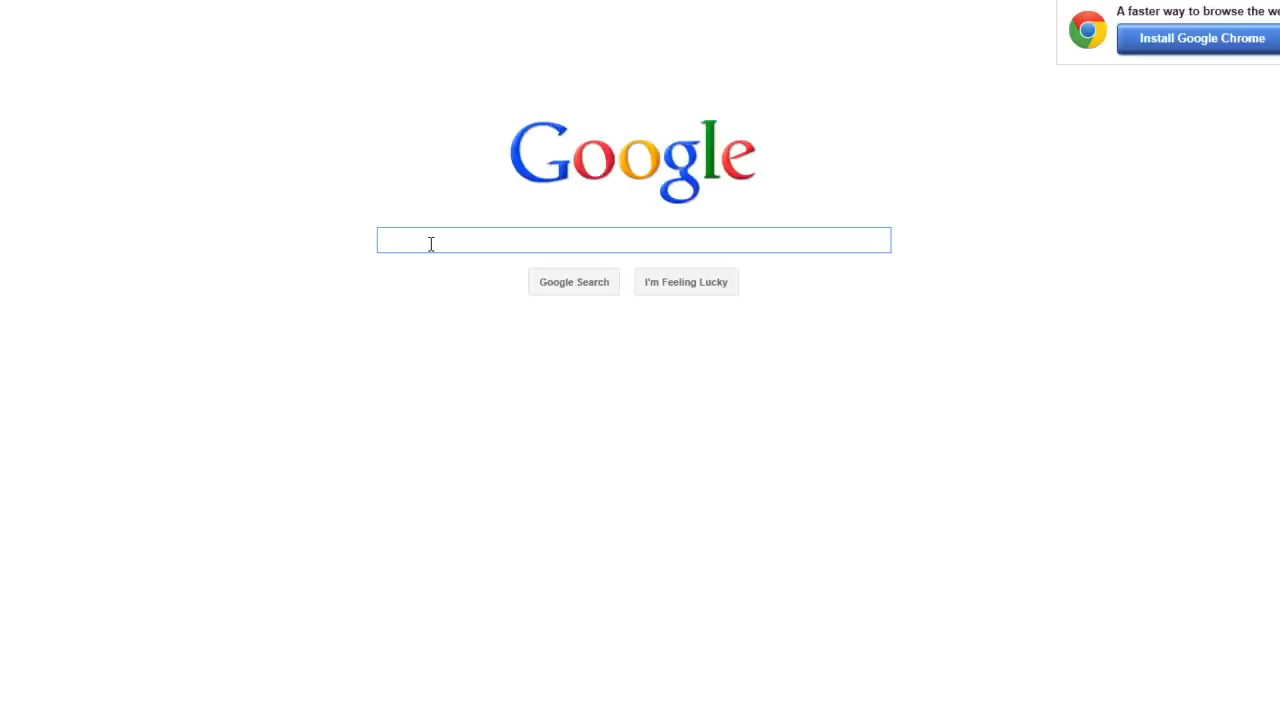 A faster way to browse the we
Install Google Chrome
Google
Google Search
I'm Feeling Lucky